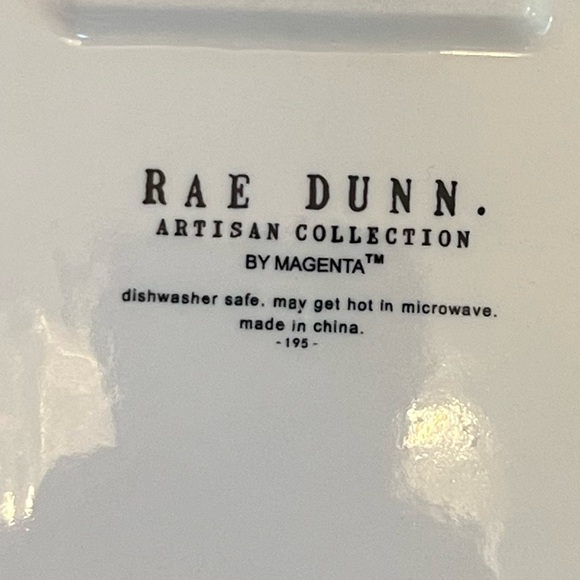 RAE DUNN.
ARTISAN COLLECTION
BY MAGENTA™
dishwasher safe. may get hot in microwave.
made in china.
- 195 -